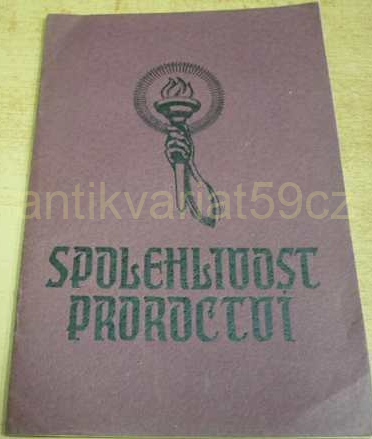 antikvariat59cz
SPOLEHLIVOST
PROROCTVÍ